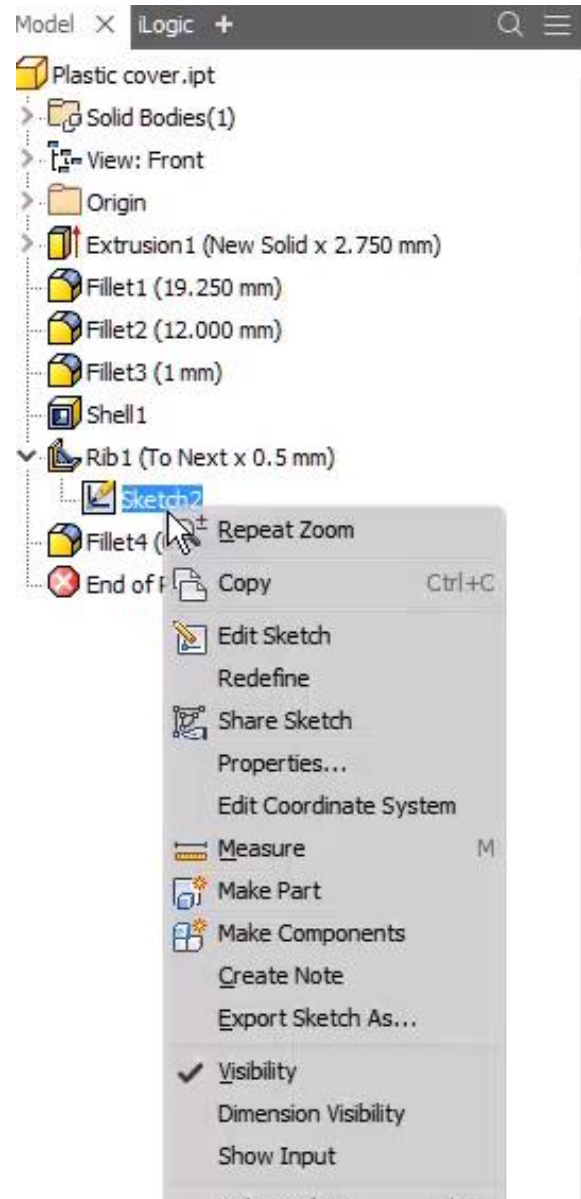 Model × iLogic +
Plastic cover.ipt
Solid Bodies(1)
View: Front
Origin
Extrusion1 (New Solid x 2.750 mm)
Fillet1 (19.250 mm)
Fillet2 (12.000 mm)
Fillet3 (1 mm)
Shell1
Rib1 (To Next x 0.5 mm)
Sketch2
Fillet4
End of
Repeat Zoom
Copy Ctrl+C
Edit Sketch
Redefine
Share Sketch
Properties...
Edit Coordinate System
Measure M
Make Part
Make Components
Create Note
Export Sketch As...
Visibility
Dimension Visibility
Show Input